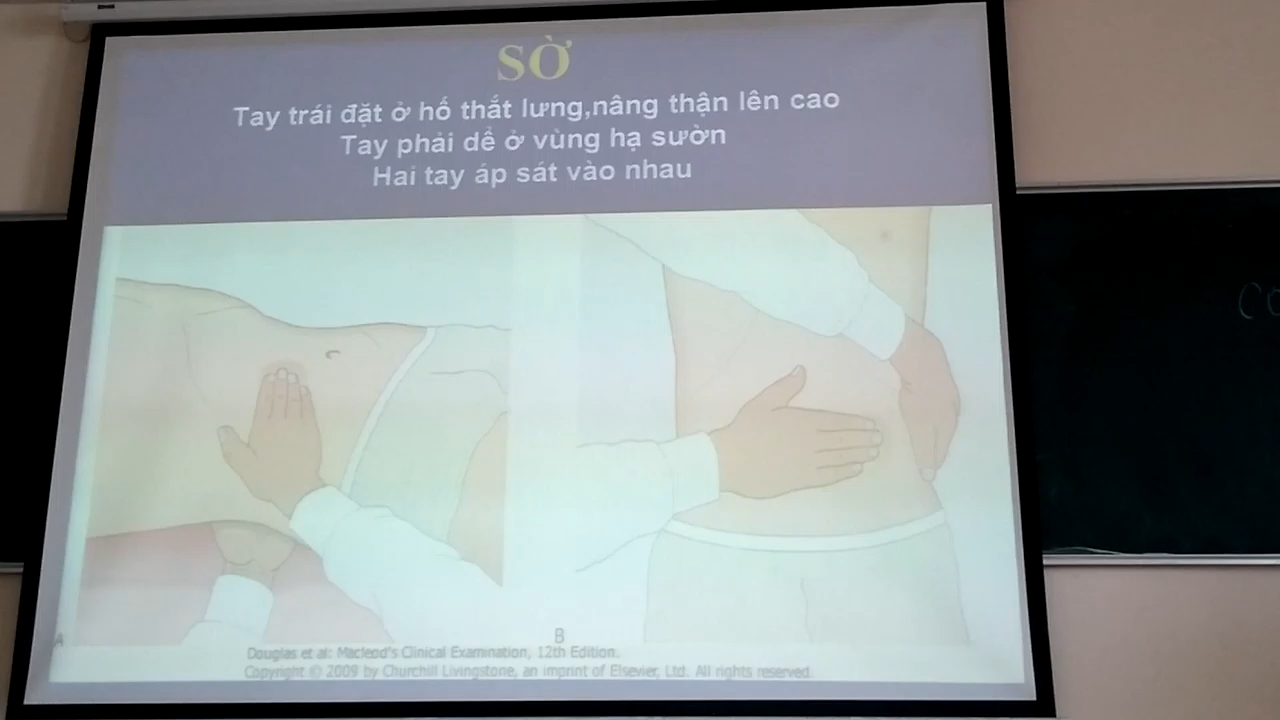 SỜ
Tay trái đặt ở hố thắt lưng,nâng thận lên cao
Tay phải dể ở vùng hạ sườn
Hai tay áp sát vào nhau
A
B
Douglas et al: Macleod's Clinical Examination, 12th Edition.
Copyright © 2009 by Churchill Livingstone, an imprint of Elsevier, Ltd. All rights reserved.